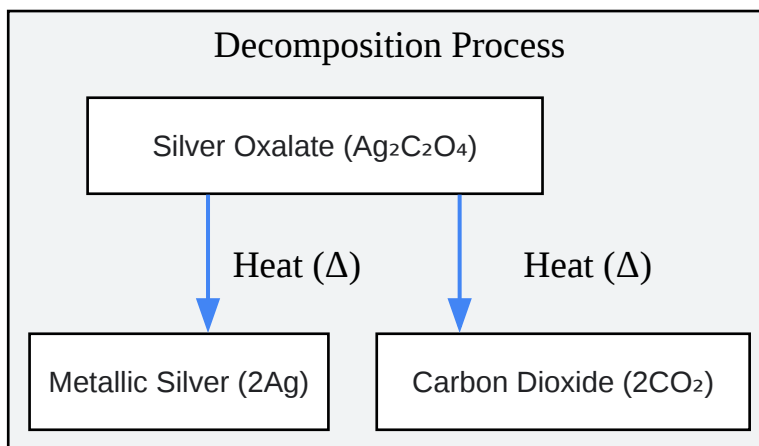 Decomposition Process
Silver Oxalate (Ag₂C₂O₄)
Heat (Δ)
Heat (Δ)
Metallic Silver (2Ag)
Carbon Dioxide (2CO₂)